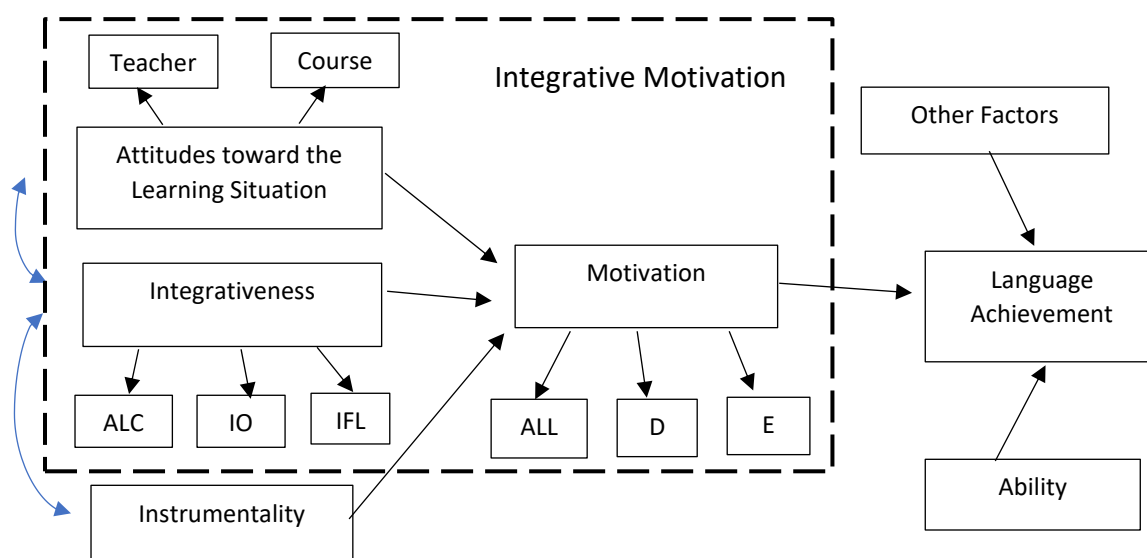 Teacher
Course
Integrative Motivation
Other Factors
Attitudes toward the
Learning Situation
Integrativeness
Motivation
Language
Achievement
ALC
IO
IFL
ALL
D
E
Ability
Instrumentality